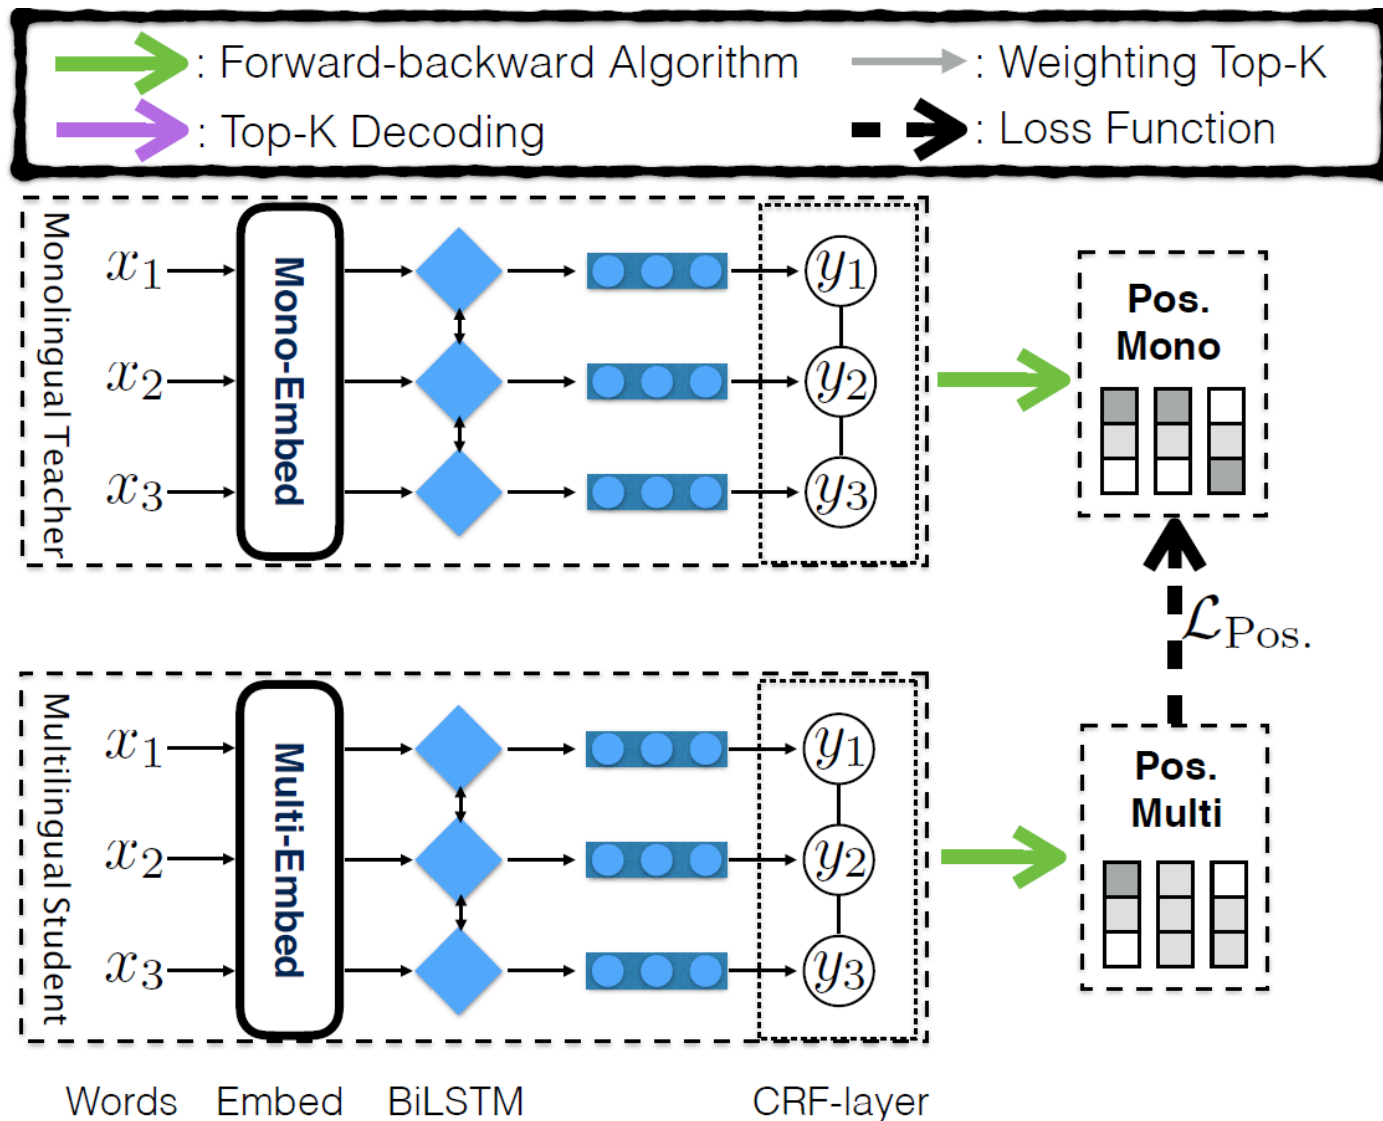 : Forward-backward Algorithm
: Weighting Top-K
: Top-K Decoding
: Loss Function
Monolingual Teacher
x1
x2
x3
Mono-Embed
y1
y2
y3
Pos.
Mono
L Pos.
Multilingual Student
x1
x2
x3
Multi-Embed
y1
y2
y3
Pos.
Multi
Words Embed BiLSTM CRF-layer